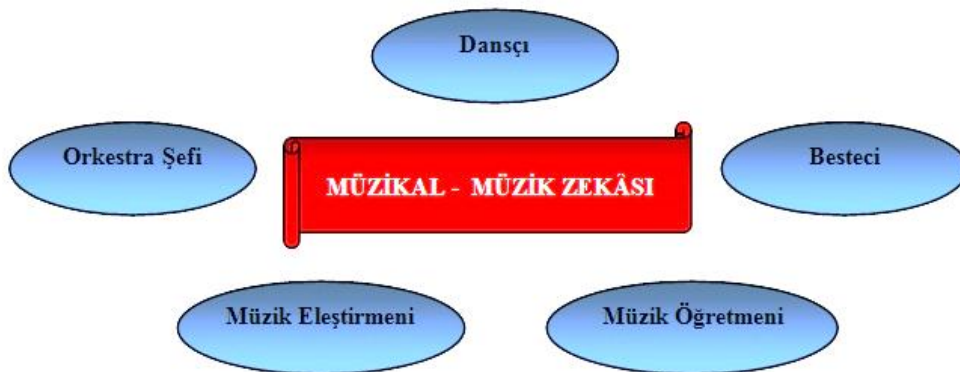 Dansçı
Orkestra Şefi
MÜZİKAL - MÜZİK ZEKÂSI
Besteci
Müzik Eleştirmeni
Müzik Öğretmeni